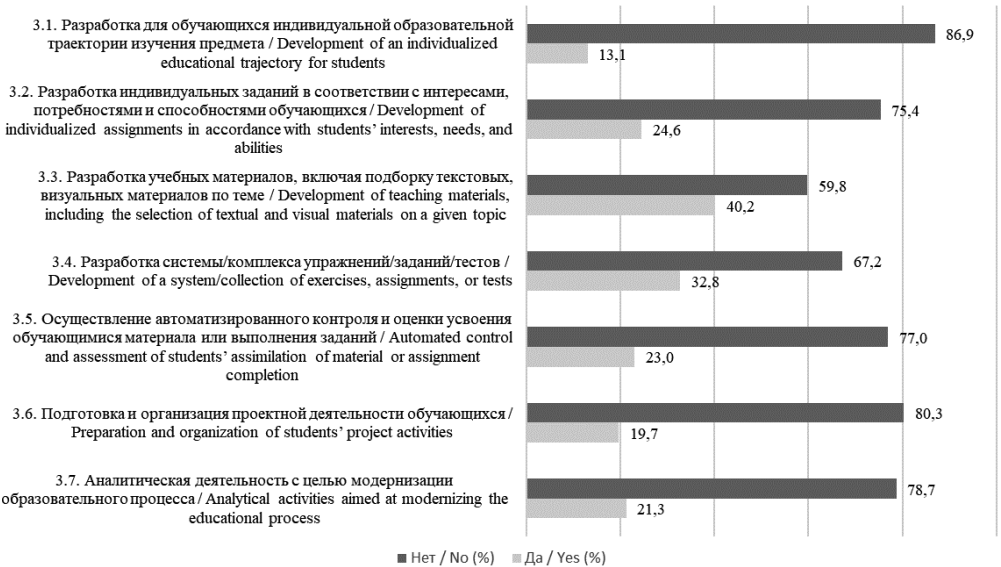 3.1. Разработка для обучающихся индивидуальной образовательной
траектории изучения предмета / Development of an individualized
educational trajectory for students
86,9
13,1
3.2. Разработка индивидуальных заданий в соответствии с интересами,
потребностями и способностями обучающихся / Development of
individualized assignments in accordance with students’ interests, needs, and
abilities
75,4
24,6
3.3. Разработка учебных материалов, включая подборку текстовых,
визуальных материалов по теме / Development of teaching materials,
including the selection of textual and visual materials on a given topic
59,8
40,2
3.4. Разработка системы/комплекса упражнений/заданий/тестов /
Development of a system/collection of exercises, assignments, or tests
67,2
32,8
3.5. Осуществление автоматизированного контроля и оценки усвоения
обучающимися материала или выполнения заданий / Automated control
and assessment of students’ assimilation of material or assignment
completion
77,0
23,0
3.6. Подготовка и организация проектной деятельности обучающихся /
Preparation and organization of students’ project activities
80,3
19,7
3.7. Аналитическая деятельность с целью модернизации
образовательного процесса / Analytical activities aimed at modernizing the
educational process
78,7
21,3
Нет / No (%) Да / Yes (%)